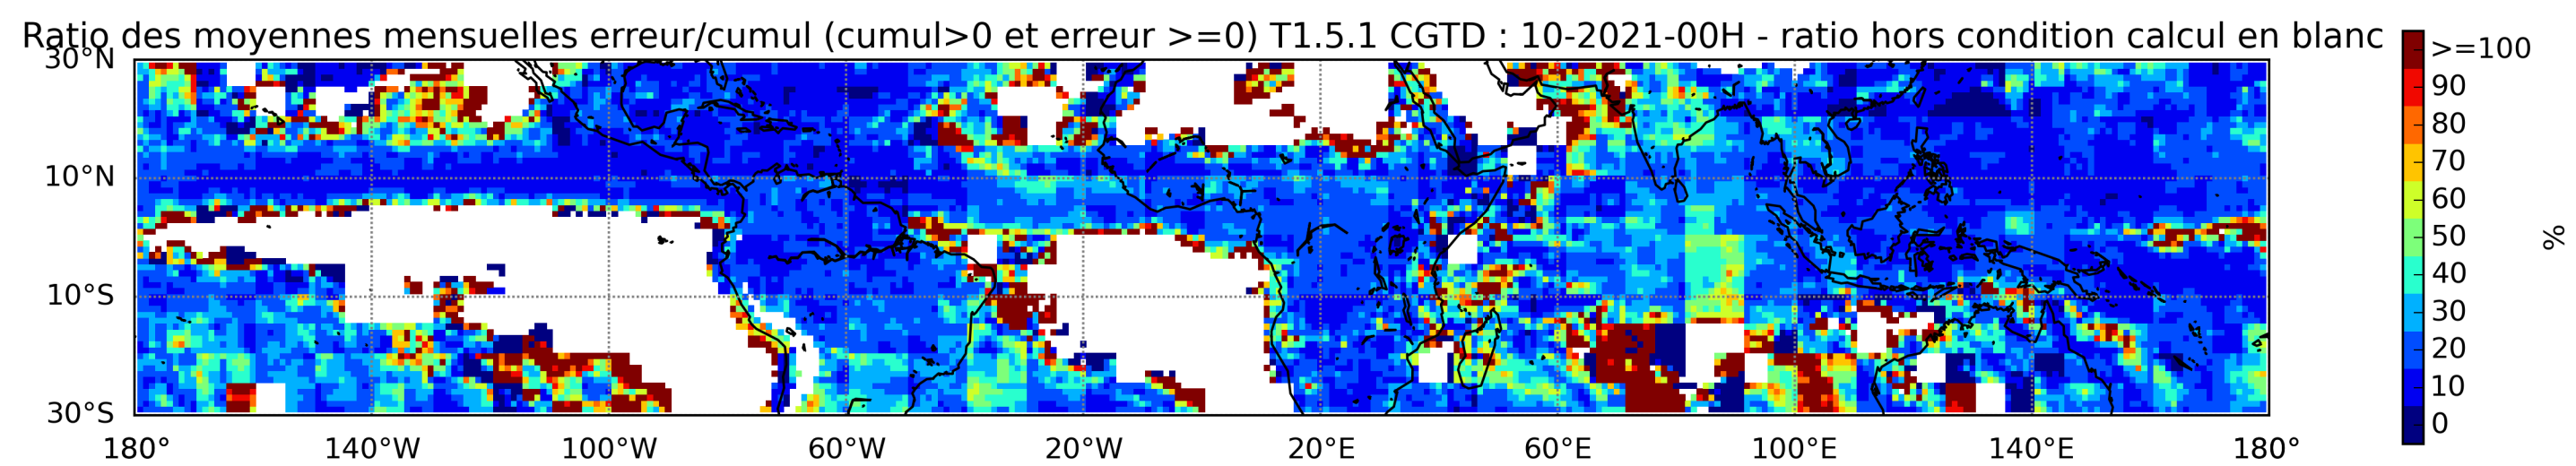 Ratio des moyennes mensuelles erreur/cumul (cumul>0 et erreur >=0) T1.5.1 CGTD : 10-2021-00H - ratio hors condition calcul en blanc
30°N
10°N
10°S
30°S
180° 140°W 100°W 60°W 20°W 20°E 60°E 100°E 140°E 180°
>=100
90
80
70
60
50
40
30
20
10
0
%